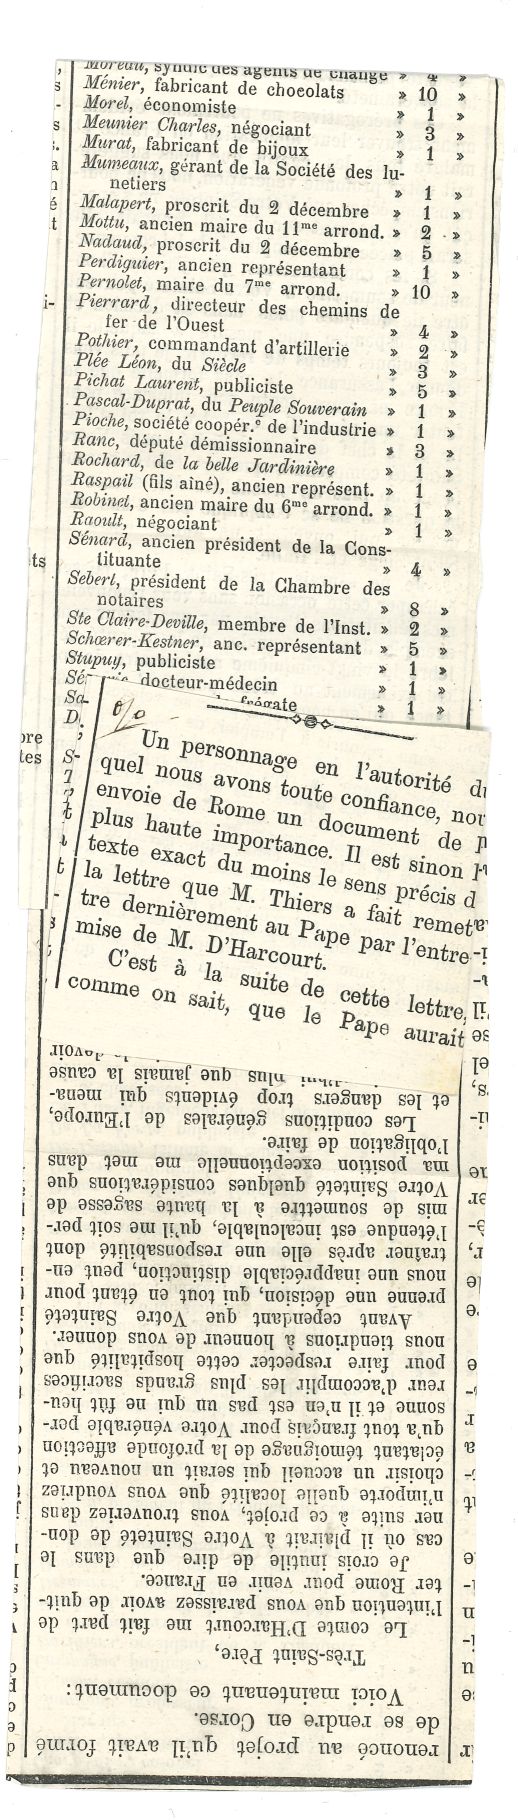 Moreau, syndic des agents de change » 4 »
Ménier, fabricant de chocolats » 10 »
Morel, économiste » 1 »
Meunier Charles, négociant » 3 »
Murat, fabricant de bijoux » 1 »
Mumeaux, gérant de la Société des lu-
netiers » 1 »
Malapert, proscrit du 2 décembre » 1 »
Mottu, ancien maire du 11me arrond. » 2 »
Nadaud, proscrit du 2 décembre » 5 »
Perdiguier, ancien représentant » 1 »
Pernolet, maire du 7me arrond. » 10 »
Pierrard, directeur des chemins de
fer de l'Ouest » 4 »
Pothier, commandant d'artillerie » 2 »
Plée Léon, du Siècle » 3 »
Pichat Laurent, publiciste » 5 »
Pascal-Duprat, du Peuple Souverain » 1 »
Pioche, société coopér.e de l'industrie » 1 »
Ranc, député démissionnaire » 3 »
Rochard, de la belle Jardinière » 1 »
Raspail (fils aîné), ancien représent. » 1 »
Robinet, ancien maire du 6me arrond. » 1 »
Raoult, négociant » 1 »
Sénard, ancien président de la Cons-
tituante » 4 »
Seberl, président de la Chambre des
notaires » 8 »
Ste Claire-Deville, membre de l'Inst. » 2 »
Schœrer-Kestner, anc. représentant » 5 »
Stupuy, publiciste » 1 »
docteur-médecin » 1 »
frégate » 1 »
Un personnage en l'autorité d
quel nous avons toute confiance, nou
envoie de Rome un document de p
plus haute importance. Il est sinon l
texte exact du moins le sens précis d
la lettre que M. Thiers a fait remet
tre dernièrement au Pape par l'entre
mise de M. D'Harcourt.
C'est à la suite de cette lettre,
comme on sait, que le Pape aurait
renoncé au projet qu'il avait formé
de se rendre en Corse.
Voici maintenant ce document:
Très-Saint Père,
Le comte D'Harcourt me fait part de
l'intention que vous paraissez avoir de quit-
ter Rome pour venir en France.
Je crois inutile de dire que dans le
cas où il plairait à Votre Sainteté de don-
ner suite à ce projet, vous trouveriez dans
n'importe quelle localité que vous voudriez
choisir un accueil qui serait un nouveau et
éclatant témoignage de la profonde affection
qu'a tout français pour Votre vénérable per-
sonne et il n'en est pas un qui ne fût heu-
reur d'accomplir les plus grands sacrifices
pour faire respecter cette hospitalité que
nous tiendrions à honneur de vous donner.
Avant cependant que Votre Sainteté
prenne une décision, qui tout en étant pour
nous une inappréciable distinction, peut en-
traîner après elle une responsabilité dont
l'étendue est incalculable, qu'il me soit per-
mis de soumettre à la haute sagesse de
Votre Sainteté quelques considérations que
ma position exceptionnelle me met dans
l'obligation de faire.
Les conditions générales de l'Europe,
et les dangers trop évidents qui mena-
plus que jamais la cause
devoir